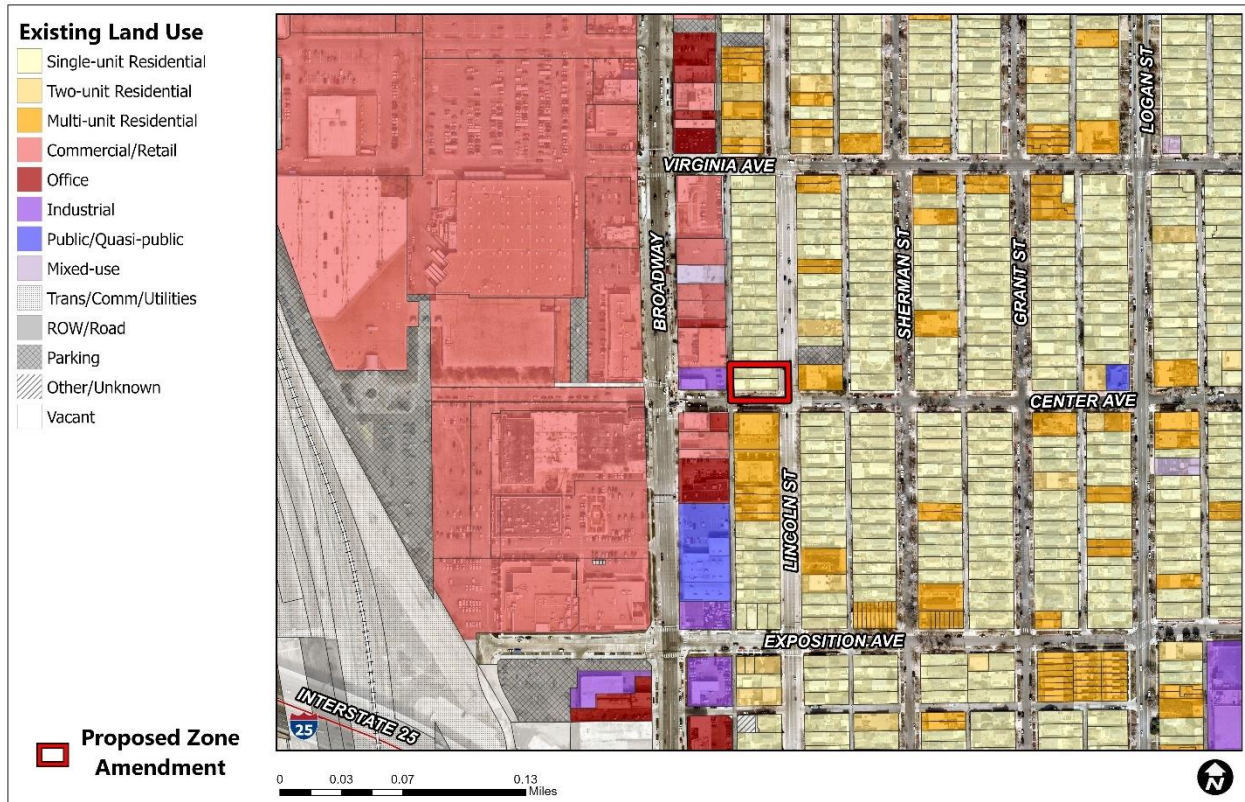 Existing Land Use
Single-unit Residential
Two-unit Residential
Multi-unit Residential
Commercial/Retail
Office
Industrial
Public/Quasi-public
Mixed-use
Trans/Comm/Utilities
ROW/Road
Parking
Other/Unknown
Vacant
LOGAN ST
VIRGINIA AVE
BROADWAY
SHERMAN ST
GRANT ST
CENTER AVE
LINCOLN ST
EXPOSITION AVE
INTERSTATE 25
25
Proposed Zone
Amendment
0 0.03 0.07 0.13
Miles
N